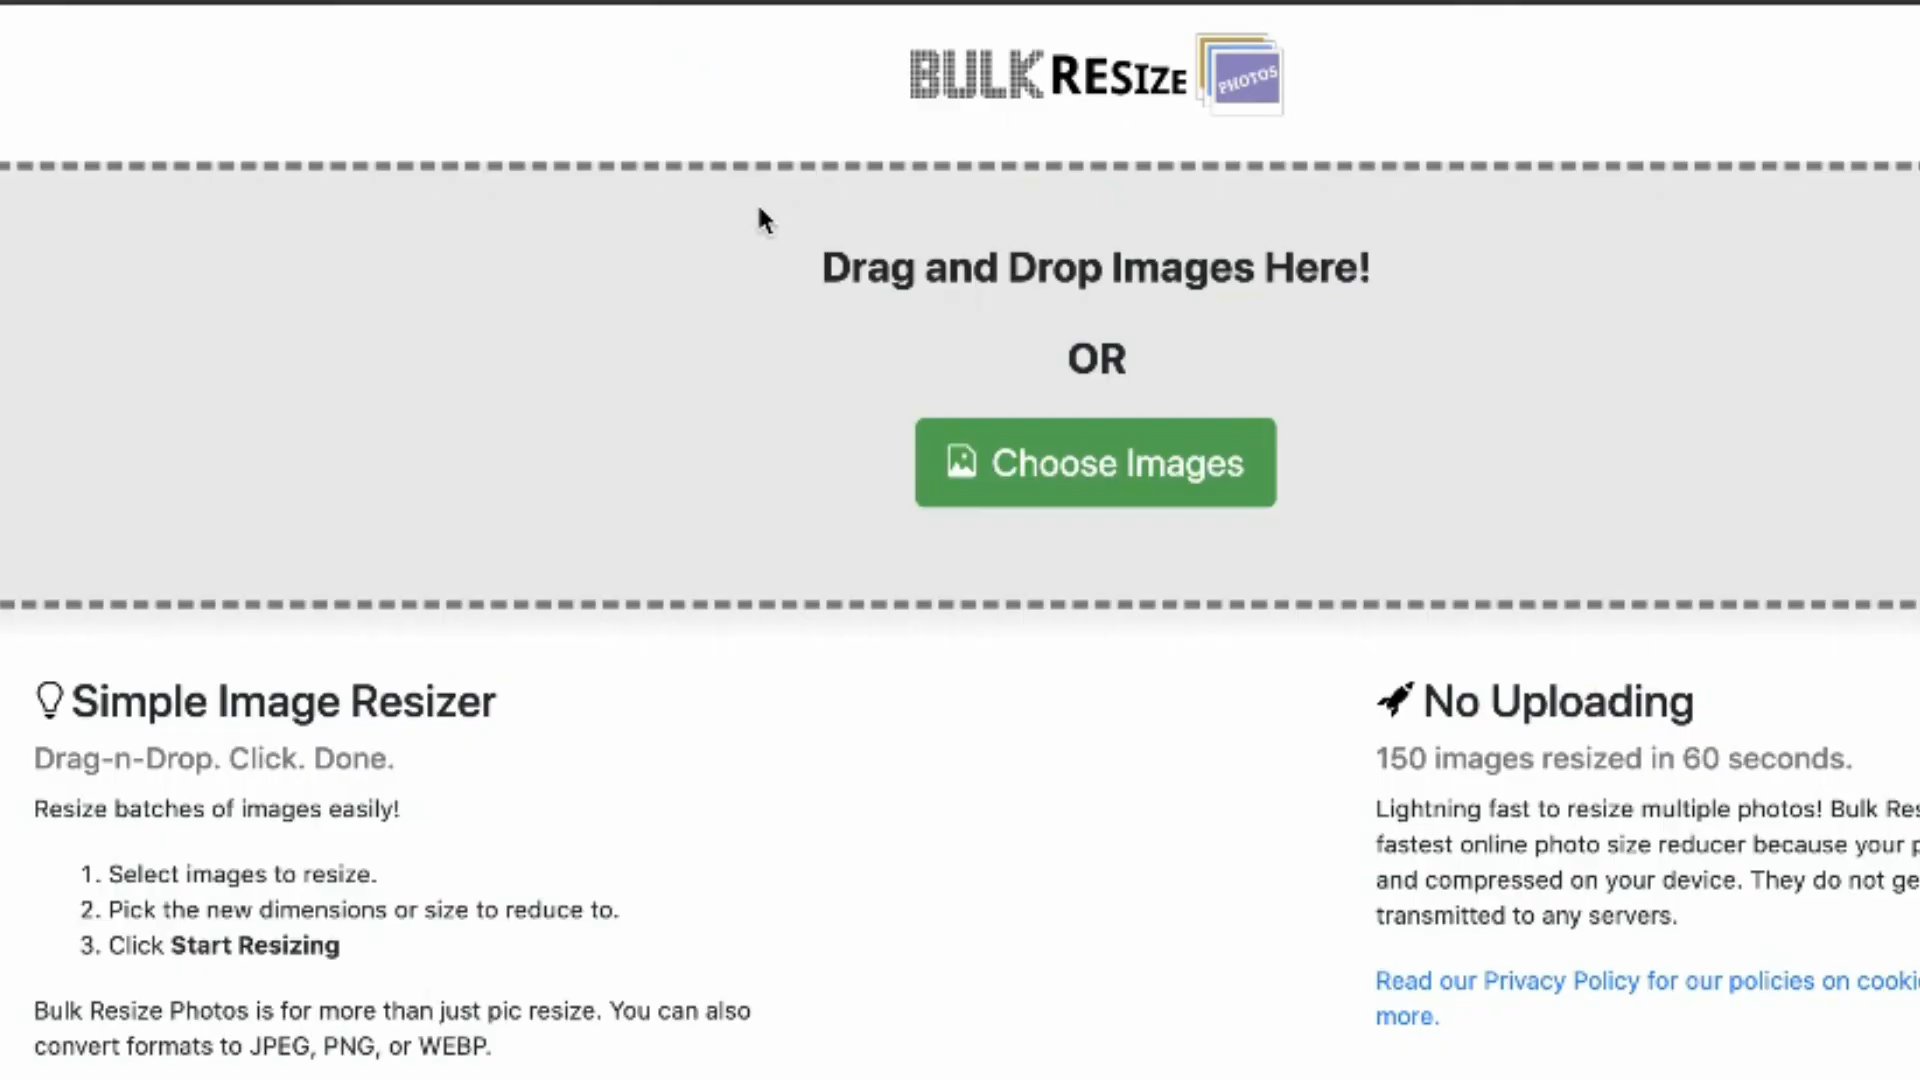 BULK RESIZE PHOTOS
Drag and Drop Images Here!
OR
Choose Images
Simple Image Resizer
Drag-n-Drop. Click. Done.
Resize batches of images easily!
1. Select images to resize.
2. Pick the new dimensions or size to reduce to.
3. Click Start Resizing
Bulk Resize Photos is for more than just pic resize. You can also
convert formats to JPEG, PNG, or WEBP.
No Uploading
150 images resized in 60 seconds.
Lightning fast to resize multiple photos! Bulk
fastest online photo size reducer because your
and compressed on your device. They do not
transmitted to any servers.
Read our Privacy Policy for our policies on
more.